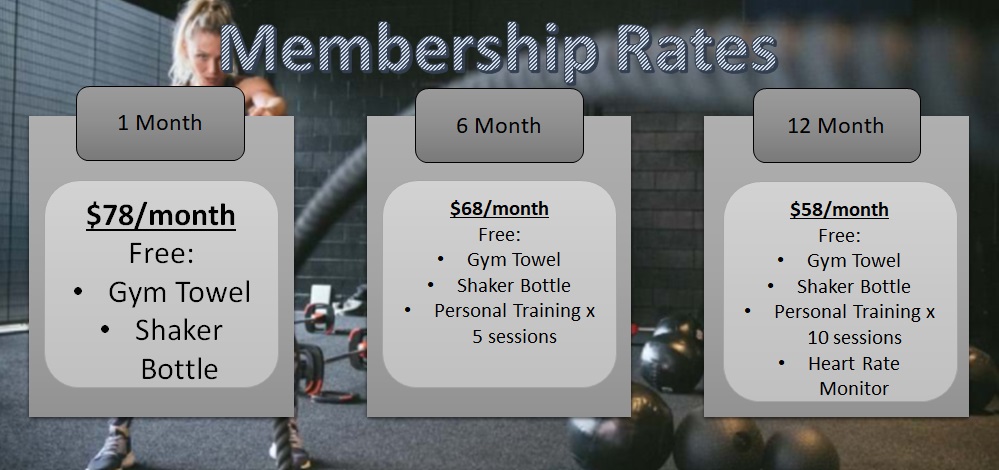 Membership Rates
1 Month
$78/month
Free:
• Gym Towel
• Shaker
Bottle
6 Month
$68/month
Free:
• Gym Towel
• Shaker Bottle
• Personal Training x
5 sessions
12 Month
$58/month
Free:
• Gym Towel
• Shaker Bottle
• Personal Training x
10 sessions
• Heart Rate
Monitor